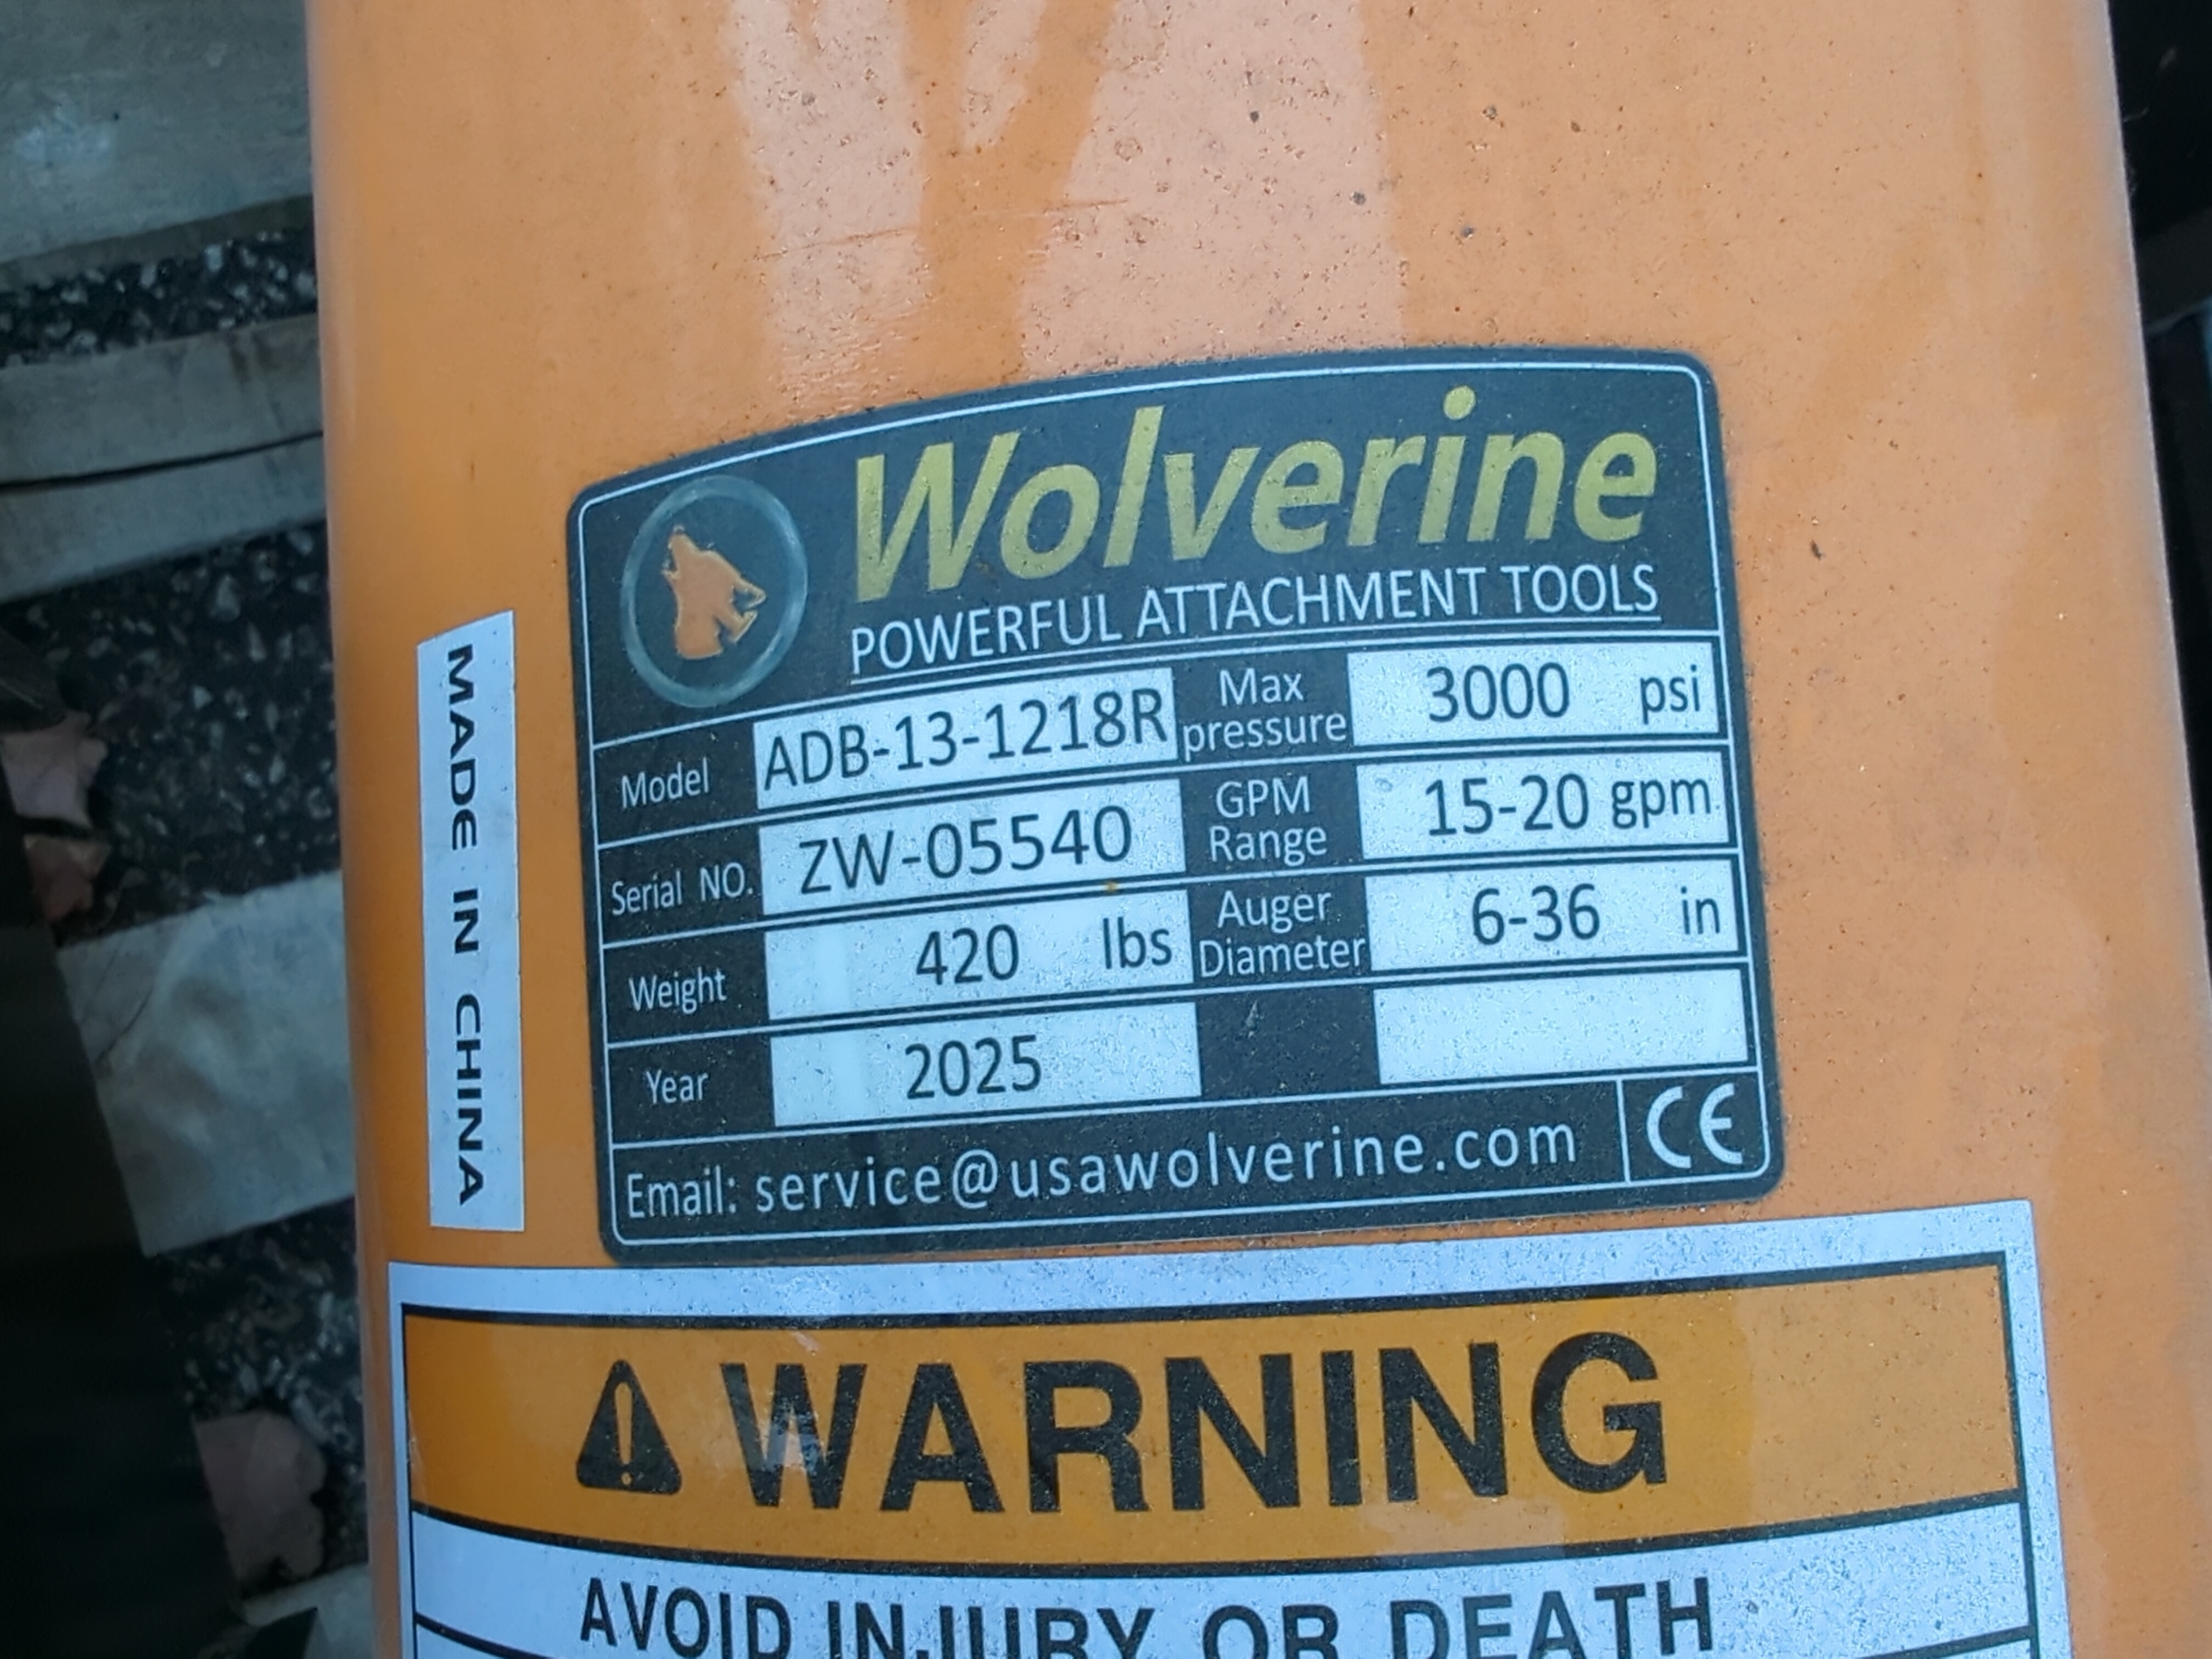 Wolverine
POWERFUL ATTACHMENT TOOLS
Model ADB-13-1218R Max pressure 3000 psi
Serial NO. ZW-05540 GPM Range 15-20 gpm
Weight 420 lbs Auger Diameter 6-36 in
Year 2025
Email: service@usawolverine.com CE
MADE IN CHINA
WARNING
AVOID INJURY OR DEATH